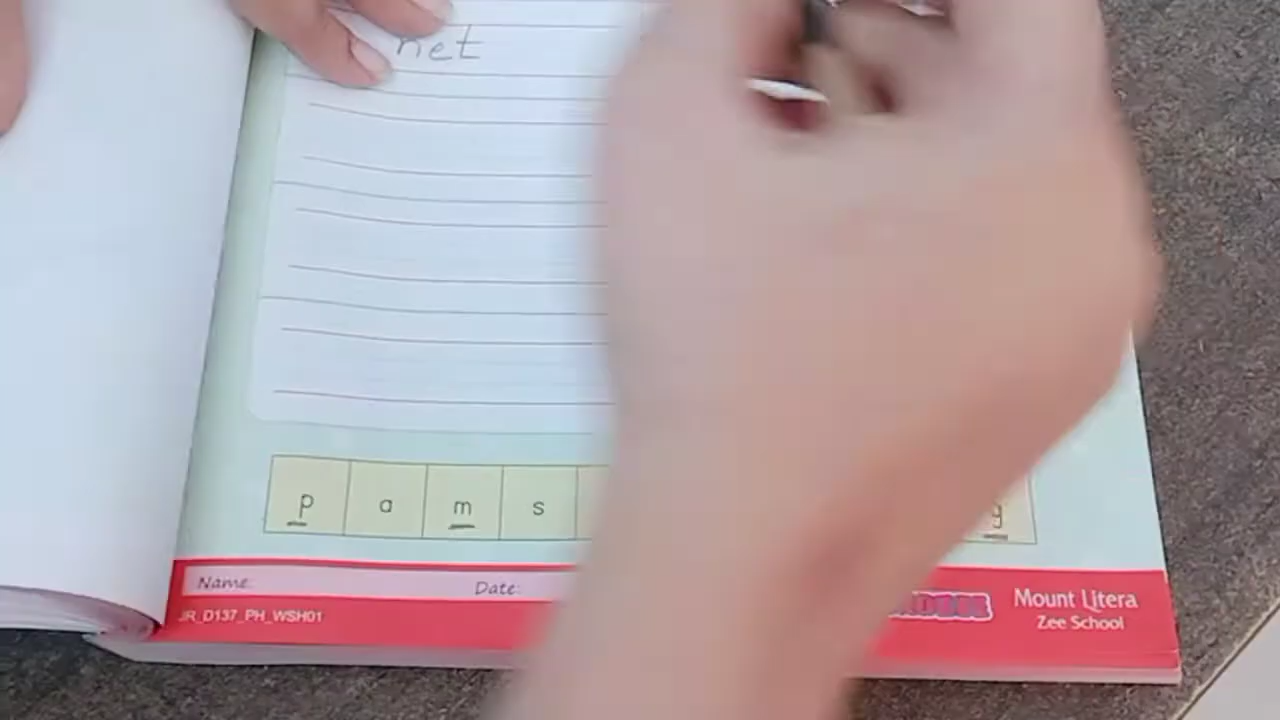 net
p a m s g
Name: Date:
JR_D137_PH_WSH01
Mount Litera
Zee School